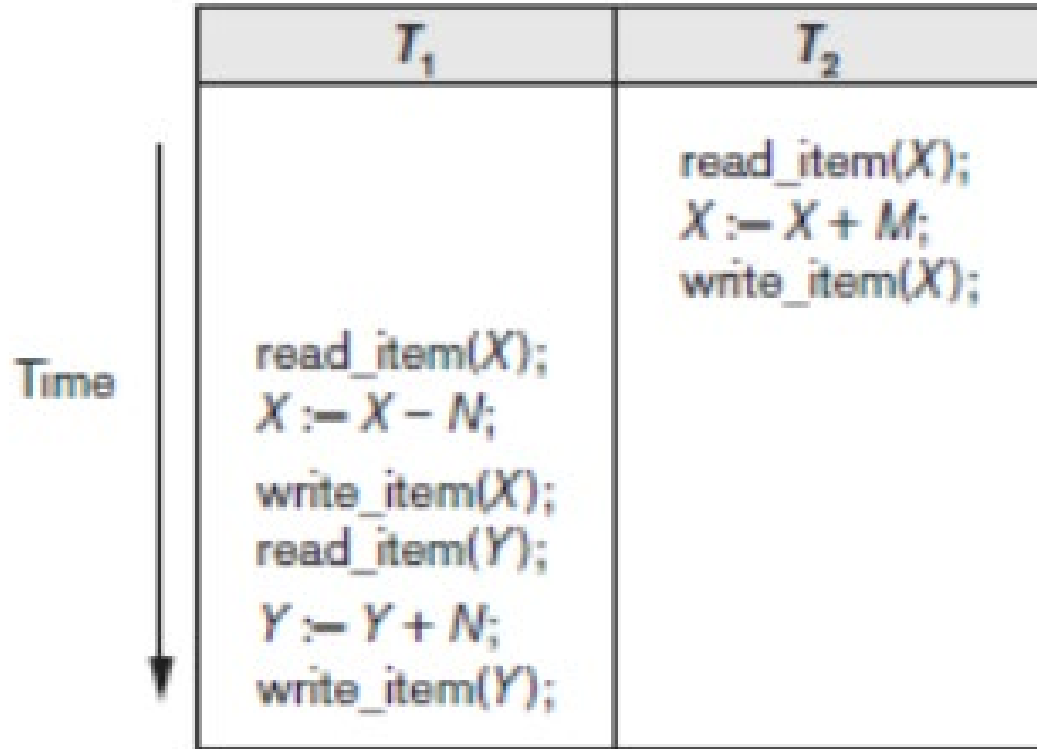 T₁ T₂
read_item(X);
X := X + M;
write_item(X);
Time
read_item(X);
X := X − N;
write_item(X);
read_item(Y);
Y := Y + N;
write_item(Y);